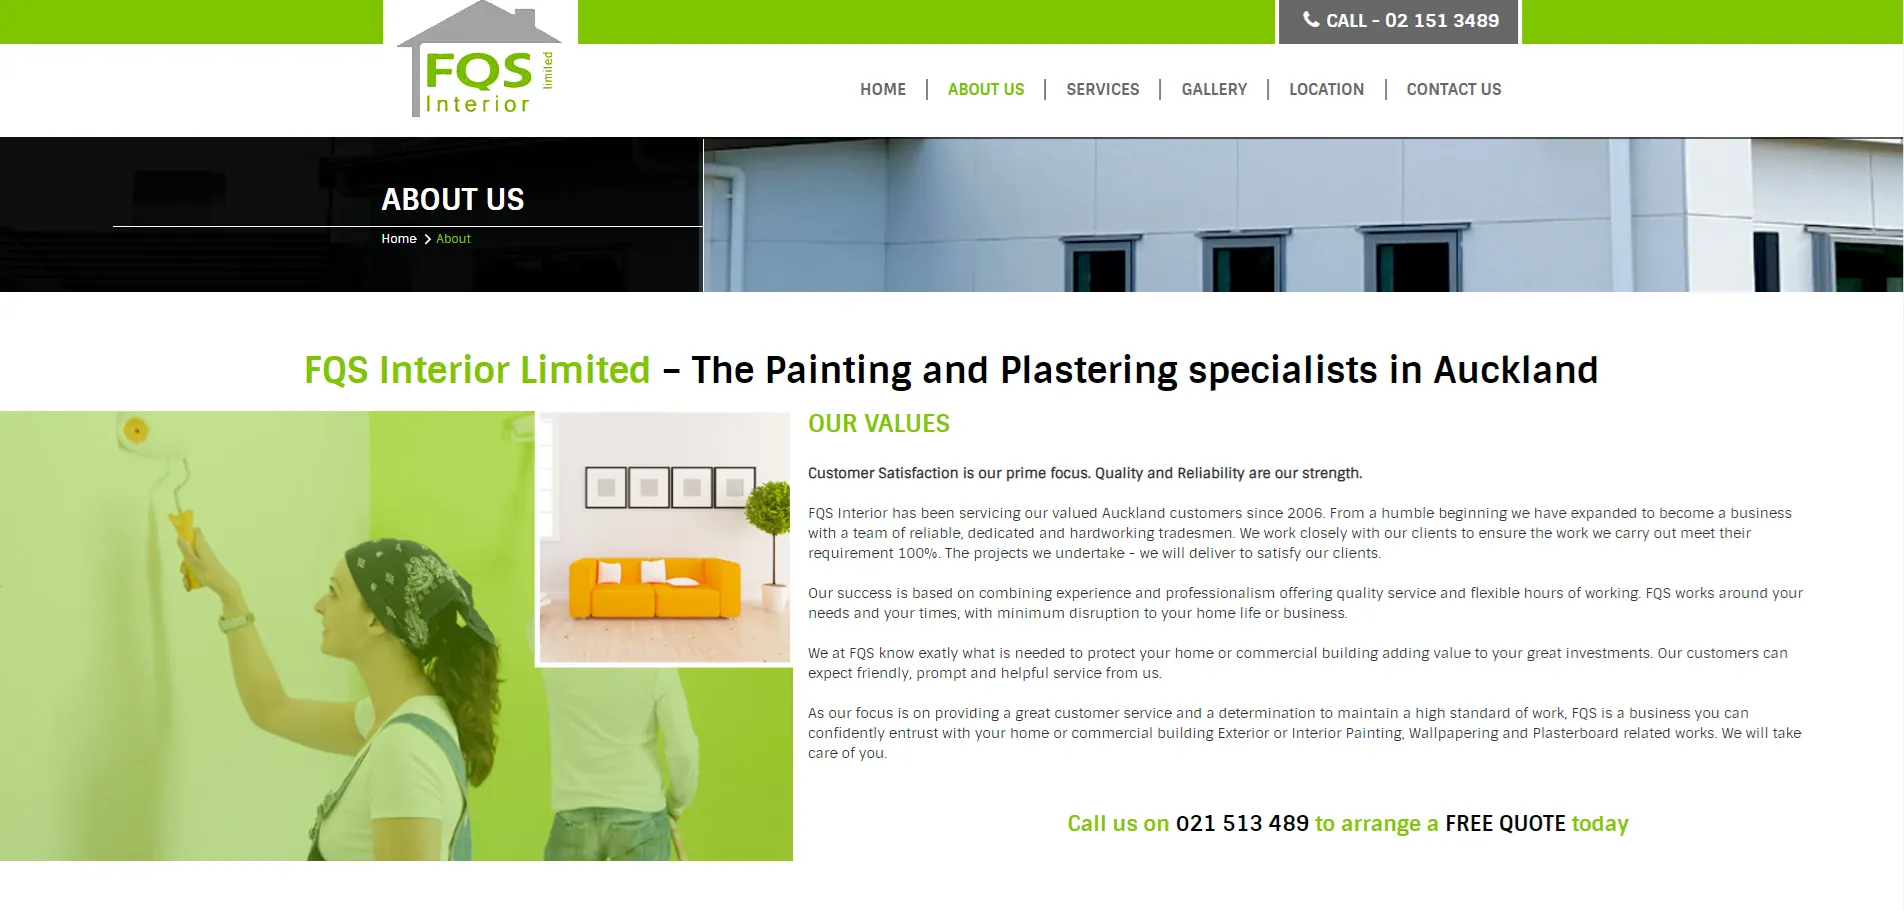 CALL - 02 151 3489
FQS
limited
Interior
HOME
ABOUT US
SERVICES
GALLERY
LOCATION
CONTACT US
ABOUT US
Home
About
FQS Interior Limited – The Painting and Plastering specialists in Auckland
OUR VALUES
Customer Satisfaction is our prime focus. Quality and Reliability are our strength.
FQS Interior has been servicing our valued Auckland customers since 2006. From a humble beginning we have expanded to become a business
with a team of reliable, dedicated and hardworking tradesmen. We work closely with our clients to ensure the work we carry out meet their
requirement 100%. The projects we undertake - we will deliver to satisfy our clients.
Our success is based on combining experience and professionalism offering quality service and flexible hours of working. FQS works around your
needs and your times, with minimum disruption to your home life or business.
We at FQS know exatly what is needed to protect your home or commercial building adding value to your great investments. Our customers can
expect friendly, prompt and helpful service from us.
As our focus is on providing a great customer service and a determination to maintain a high standard of work, FQS is a business you can
confidently entrust with your home or commercial building Exterior or Interior Painting, Wallpapering and Plasterboard related works. We will take
care of you.
Call us on 021 513 489 to arrange a FREE QUOTE today